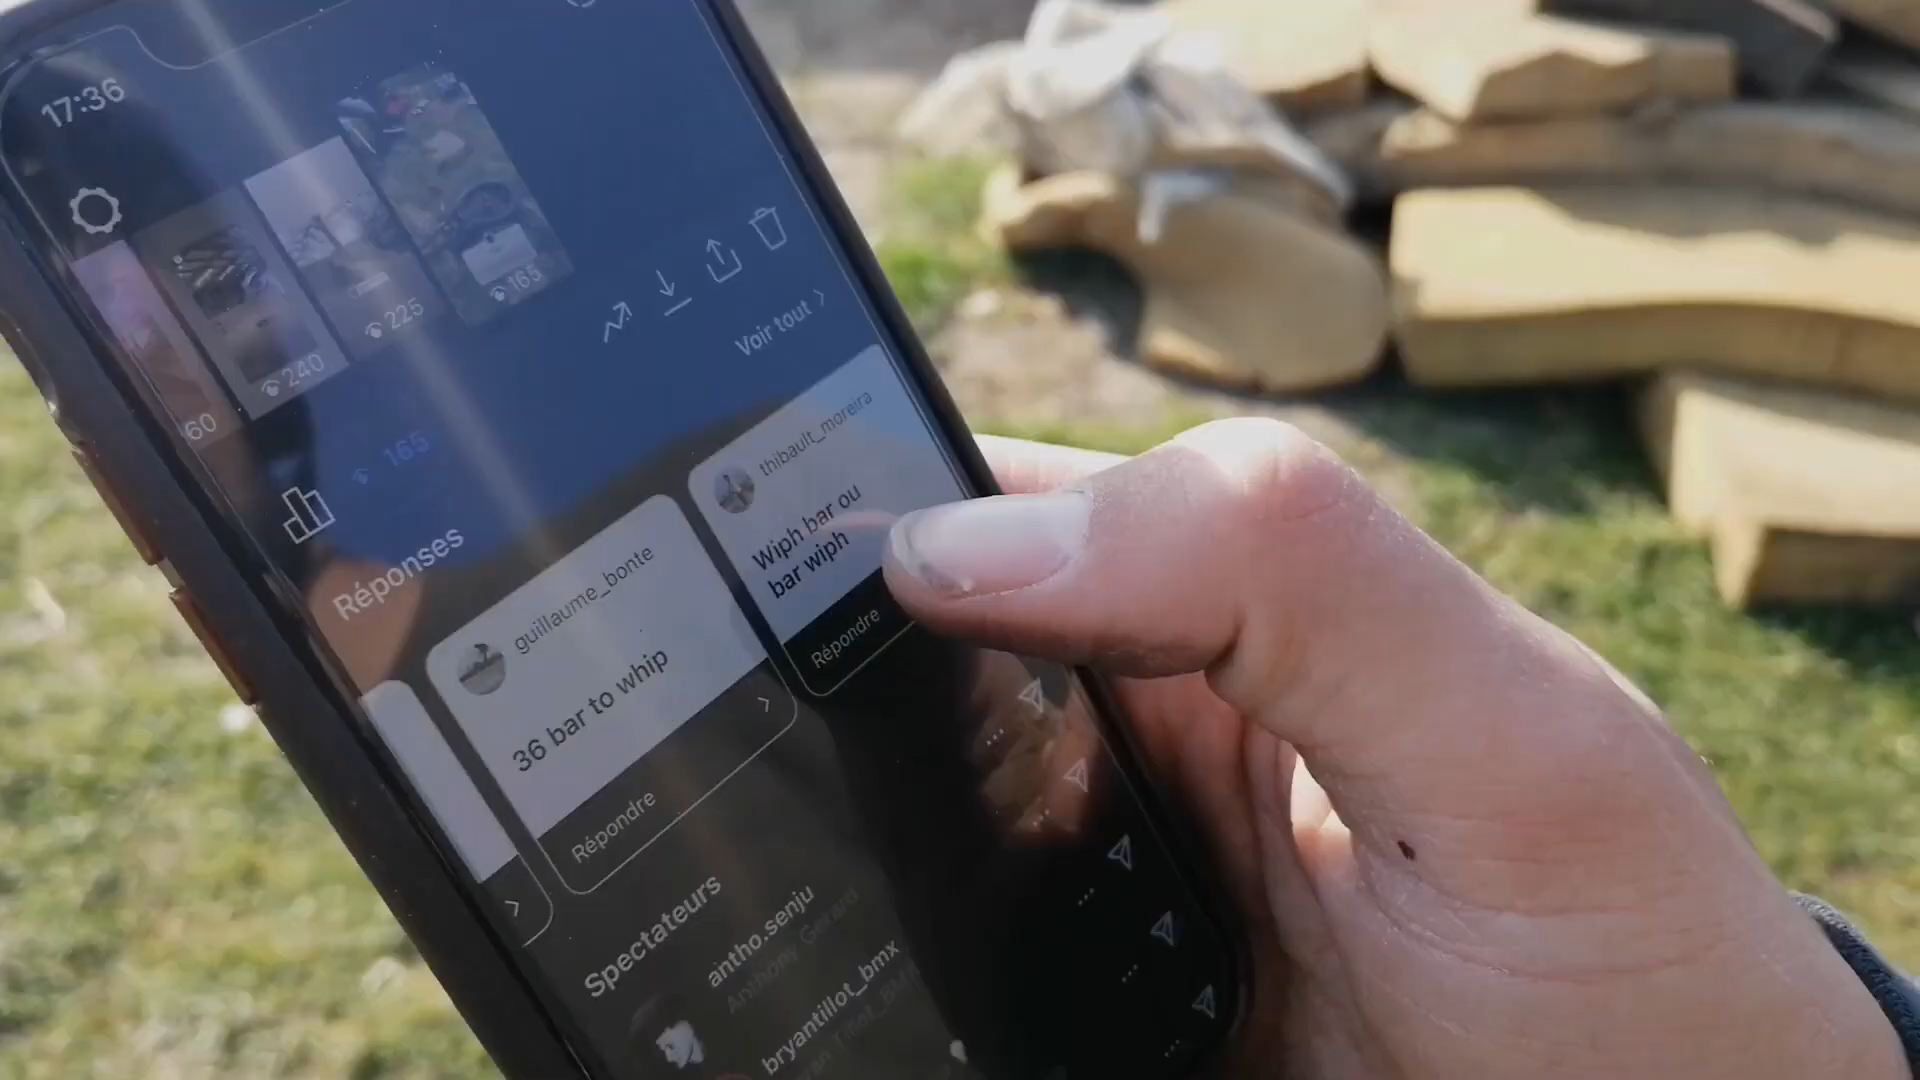 17:36
60
240
225
165
Voir tout
165
Réponses
guillaume_bonte
36 bar to whip
Répondre
thibault_moreira
Wiph bar ou
bar wiph
Répondre
Spectateurs
antho.senju
Anthony Gerard
bryantillot_bmx